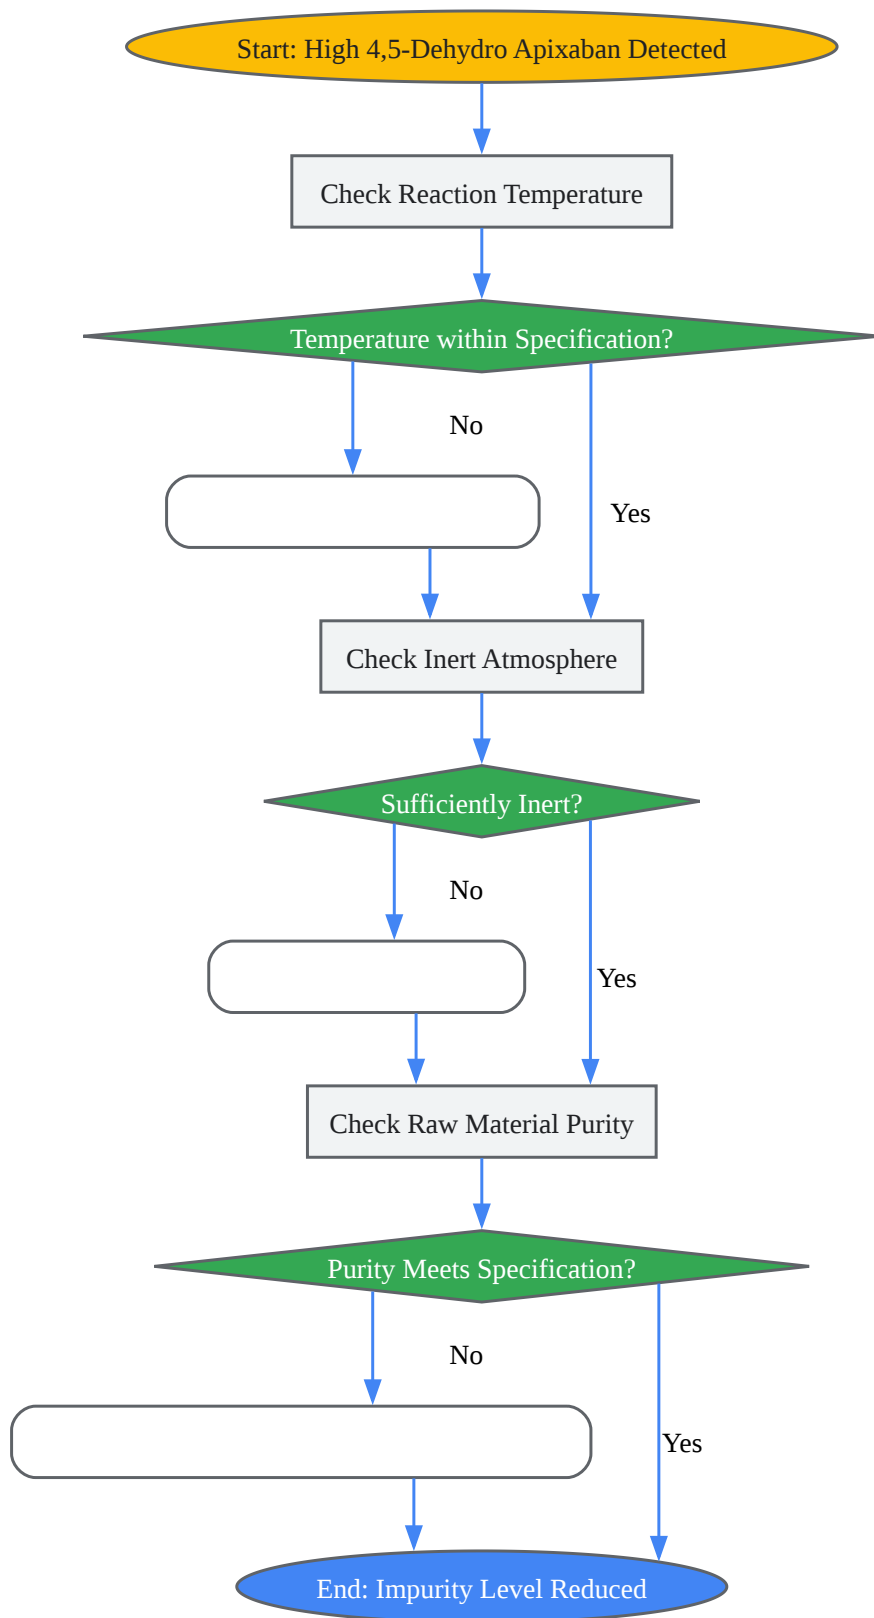 Start: High 4,5-Dehydro Apixaban Detected
Check Reaction Temperature
Temperature within Specification?
No
Yes
Check Inert Atmosphere
Sufficiently Inert?
No
Yes
Check Raw Material Purity
Purity Meets Specification?
No
Yes
End: Impurity Level Reduced